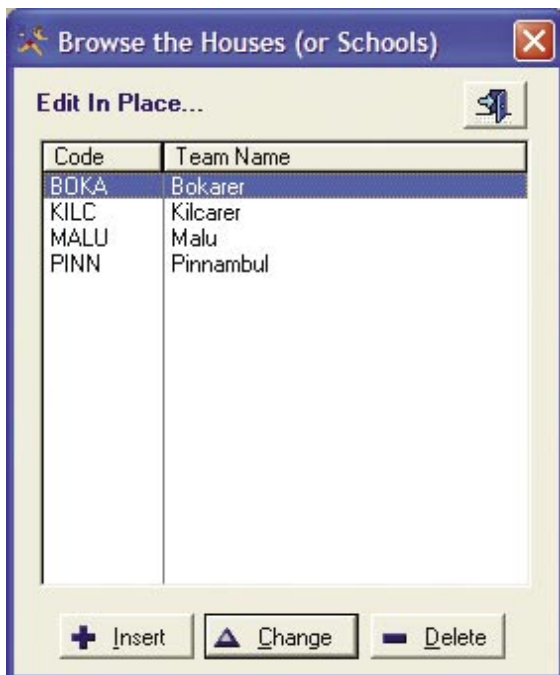 Browse the Houses (or Schools)
Edit In Place...
Code Team Name
BOKA Bokarer
KILC Kilcarer
MALU Malu
PINN Pinnambul
Insert Change Delete